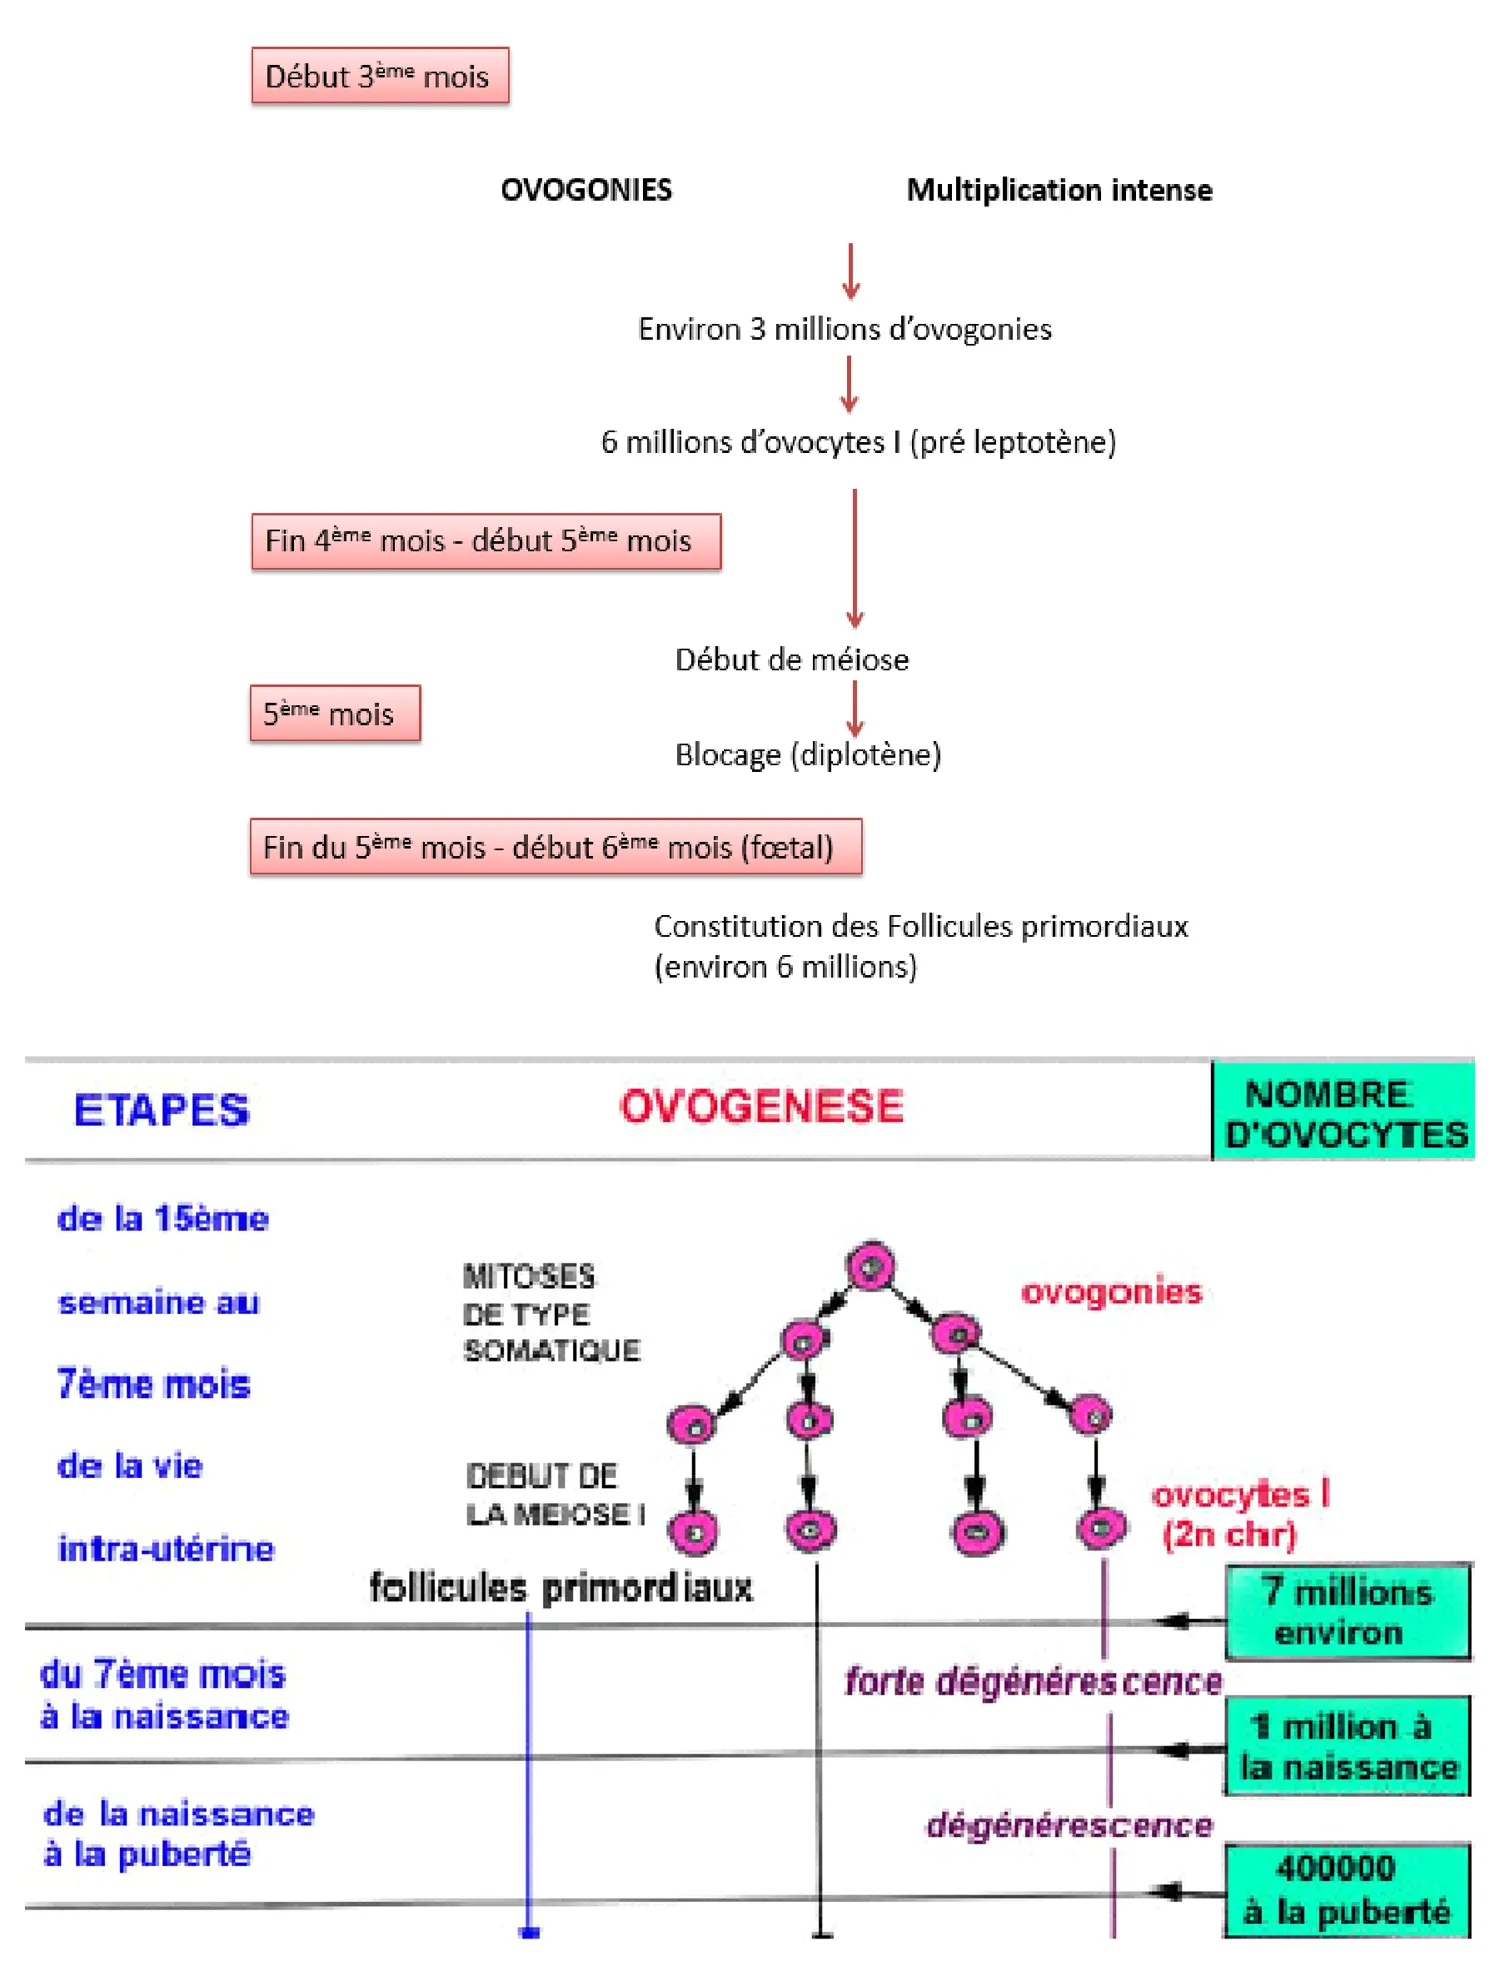 Début 3ème mois
OVOGONIES Multiplication intense
Environ 3 millions d’ovogonies
6 millions d’ovocytes I (pré leptotène)
Fin 4ème mois - début 5ème mois
Début de méiose
5ème mois
Blocage (diplotène)
Fin du 5ème mois - début 6ème mois (fœtal)
Constitution des Follicules primordiaux
(environ 6 millions)
ETAPES
OVOGENESE
NOMBRE
D'OVOCYTES
de la 15ème
semaine au
7ème mois
de la vie
intra-utérine
MITOSES
DE TYPE
SOMATIQUE
ovogonies
DEBUT DE
LA MEIOSE I
ovocytes I
(2n chr)
follicules primordiaux
7 millions
environ
du 7ème mois
à la naissance
forte dégénérescence
1 million à
la naissance
de la naissance
à la puberté
dégénérescence
400000
à la puberté